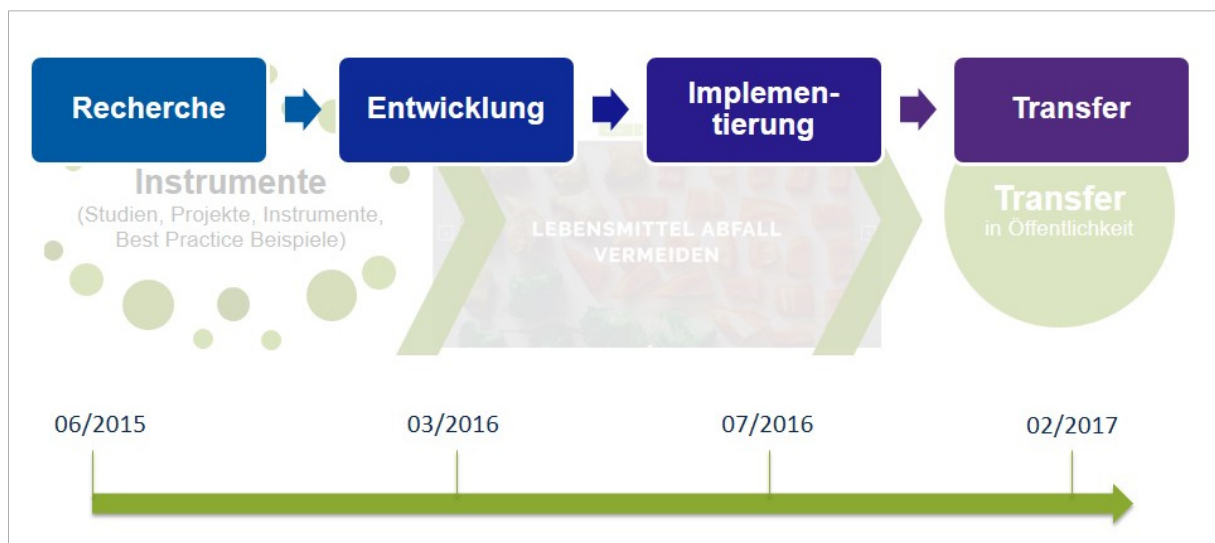 Recherche
Entwicklung
Implemen-
tierung
Transfer
Instrumente
(Studien, Projekte, Instrumente,
Best Practice Beispiele)
LEBENSMITTEL ABFALL
VERMEIDEN
Transfer
in Öffentlichkeit
06/2015
03/2016
07/2016
02/2017